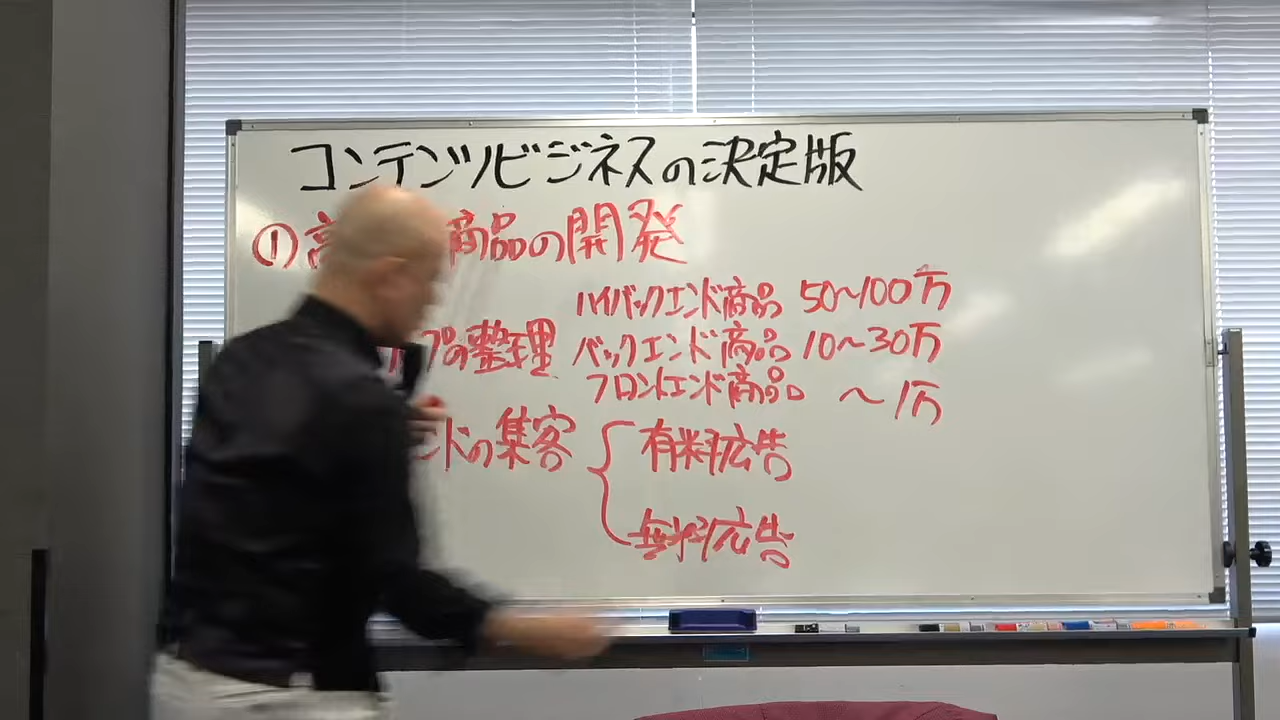 コンテンツビジネスの決定版
①高 商品の開発
ハイバックエンド商品 50〜100万
プの整理 バックエンド商品 10〜30万
フロントエンド商品 〜1万
ンドの集客 有料広告
無料広告